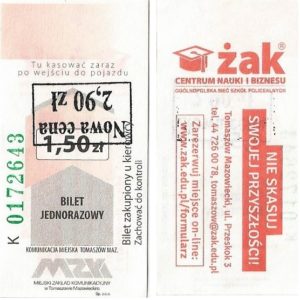 Tu kasować zaraz
po wejściu do pojazdu
Nowa cena
2,90 zł
1,50 zł
K 0172643
BILET
JEDNORAZOWY
Bilet zakupiony u kierowcy
Zachować do kontroli
KOMUNIKACJA MIEJSKA TOMASZÓW MAZ.
MZK
MIEJSKI ZAKŁAD KOMUNIKACYJNY
w Tomaszowie Mazowieckim
żak
CENTRUM NAUKI I BIZNESU
OGÓLNOPOLSKA SIEĆ SZKÓŁ POLICEALNYCH
NIE SKASUJ
SWOJEJ PRZYSZŁOŚCI!
Tomaszów Mazowiecki, ul. Prześkok 3
tel. 44 726 00 78, tomaszow@zak.edu.pl
Zarezerwuj miejsce on-line:
www.zak.edu.pl/formularz